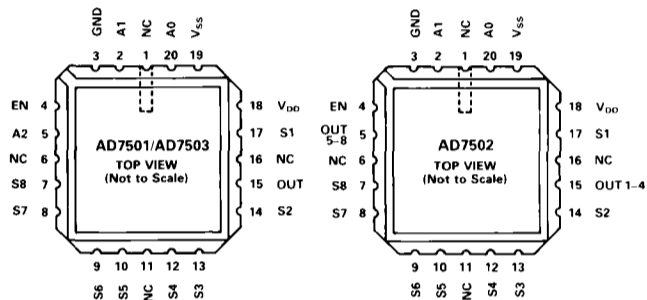 GND A1 NC A0 Vss
3 2 1 20 19
EN 4
A2 5
NC 6
S8 7
S7 8
AD7501/AD7503
TOP VIEW
(Not to Scale)
18 VDD
17 S1
16 NC
15 OUT
14 S2
9 10 11 12 13
S6 S5 NC S4 S3
GND A1 NC A0 Vss
3 2 1 20 19
EN 4
OUT
5-8 5
NC 6
S8 7
S7 8
AD7502
TOP VIEW
(Not to Scale)
18 VDD
17 S1
16 NC
15 OUT 1-4
14 S2
9 10 11 12 13
S6 S5 NC S4 S3